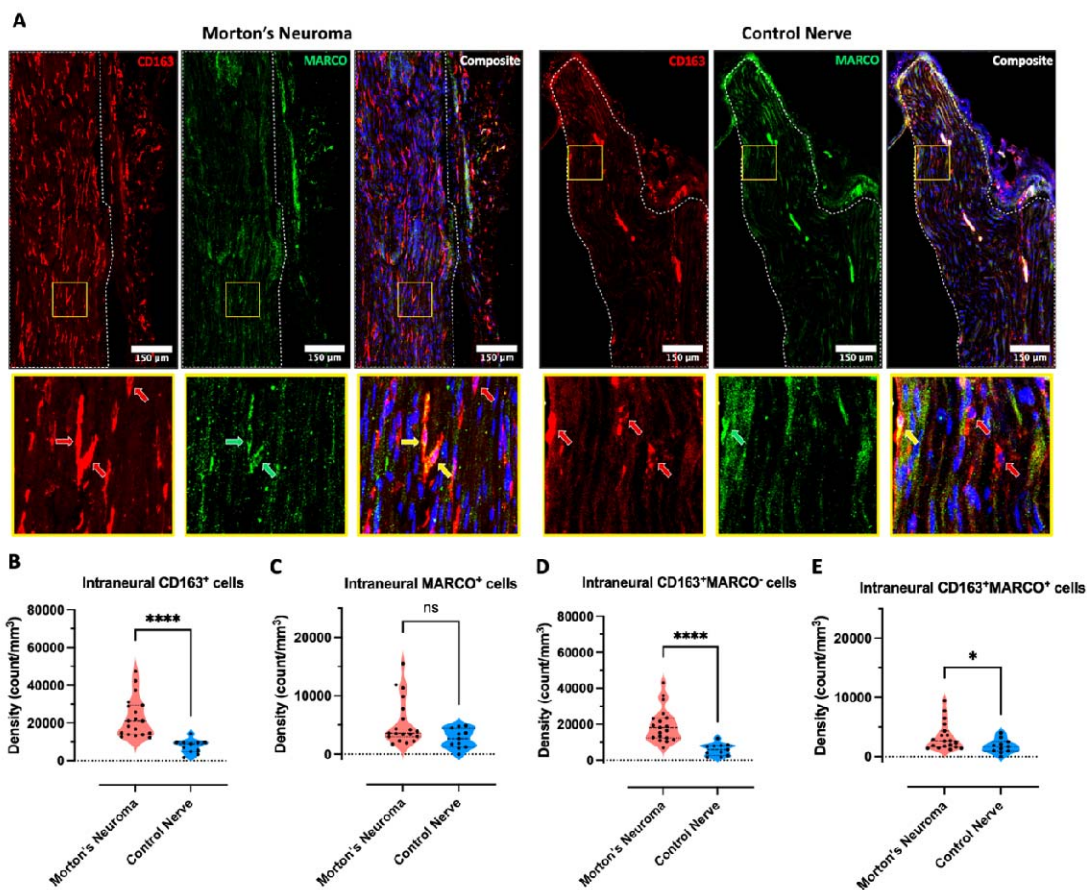 A
Morton's Neuroma
Control Nerve
CD163
MARCO
Composite
CD163
MARCO
Composite
150 µm
150 µm
150 µm
150 µm
150 µm
150 µm
B
Intraneural CD163⁺ cells
Density (count/mm³)
80000
60000
40000
20000
0
****
Morton's Neuroma
Control Nerve
C
Intraneural MARCO⁺ cells
Density (count/mm³)
20000
10000
0
ns
Morton's Neuroma
Control Nerve
D
Intraneural CD163⁺MARCO⁻ cells
Density (count/mm³)
80000
60000
40000
20000
0
****
Morton's Neuroma
Control Nerve
E
Intraneural CD163⁺MARCO⁺ cells
Density (count/mm³)
20000
10000
0
*
Morton's Neuroma
Control Nerve